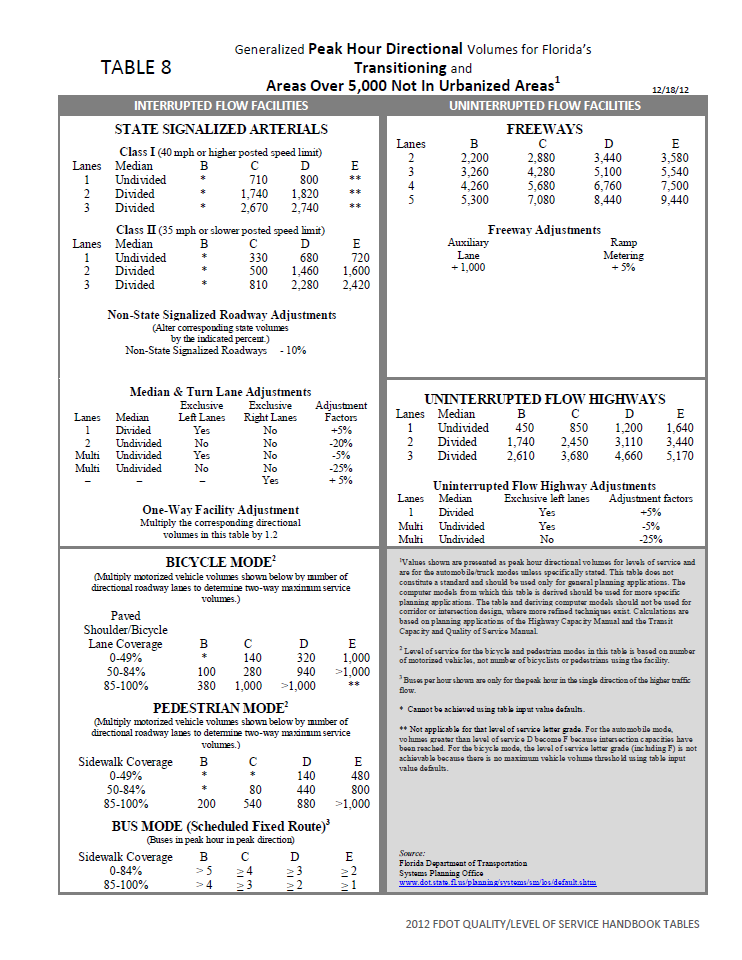 TABLE 8
Generalized Peak Hour Directional Volumes for Florida's
Transitioning and
Areas Over 5,000 Not In Urbanized Areas¹
12/18/12
INTERRUPTED FLOW FACILITIES
STATE SIGNALIZED ARTERIALS
Class I (40 mph or higher posted speed limit)
Lanes Median B C D E
1 Undivided * 710 800 **
2 Divided * 1,740 1,820 **
3 Divided * 2,670 2,740 **
Class II (35 mph or slower posted speed limit)
Lanes Median B C D E
1 Undivided * 330 680 720
2 Divided * 500 1,460 1,600
3 Divided * 810 2,280 2,420
Non-State Signalized Roadway Adjustments
(Alter corresponding state volumes
by the indicated percent.)
Non-State Signalized Roadways - 10%
Median & Turn Lane Adjustments
Exclusive Exclusive Adjustment
Lanes Median Left Lanes Right Lanes Factors
1 Divided Yes No +5%
2 Undivided No No -20%
Multi Undivided Yes No -5%
Multi Undivided No No -25%
– – – Yes + 5%
One-Way Facility Adjustment
Multiply the corresponding directional
volumes in this table by 1.2
UNINTERRUPTED FLOW FACILITIES
FREEWAYS
Lanes B C D E
2 2,200 2,880 3,440 3,580
3 3,260 4,280 5,100 5,540
4 4,260 5,680 6,760 7,500
5 5,300 7,080 8,440 9,440
Freeway Adjustments
Auxiliary Ramp
Lane Metering
+ 1,000 + 5%
UNINTERRUPTED FLOW HIGHWAYS
Lanes Median B C D E
1 Undivided 450 850 1,200 1,640
2 Divided 1,740 2,450 3,110 3,440
3 Divided 2,610 3,680 4,660 5,170
Uninterrupted Flow Highway Adjustments
Lanes Median Exclusive left lanes Adjustment factors
1 Divided Yes +5%
Multi Undivided Yes -5%
Multi Undivided No -25%
BICYCLE MODE²
(Multiply motorized vehicle volumes shown below by number of
directional roadway lanes to determine two-way maximum service
volumes.)
Paved
Shoulder/Bicycle
Lane Coverage B C D E
0-49% * 140 320 1,000
50-84% 100 280 940 >1,000
85-100% 380 1,000 >1,000 **
PEDESTRIAN MODE²
(Multiply motorized vehicle volumes shown below by number of
directional roadway lanes to determine two-way maximum service
volumes.)
Sidewalk Coverage B C D E
0-49% * * 140 480
50-84% * 80 440 800
85-100% 200 540 880 >1,000
BUS MODE (Scheduled Fixed Route)³
(Buses in peak hour in peak direction)
Sidewalk Coverage B C D E
0-84% > 5 ≥ 4 ≥ 3 ≥ 2
85-100% > 4 ≥ 3 ≥ 2 ≥ 1
¹Values shown are presented as peak hour directional volumes for levels of service and
are for the automobile/truck modes unless specifically stated. This table does not
constitute a standard and should be used only for general planning applications. The
computer models from which this table is derived should be used for more specific
planning applications. The table and deriving computer models should not be used for
corridor or intersection design, where more refined techniques exist. Calculations are
based on planning applications of the Highway Capacity Manual and the Transit
Capacity and Quality of Service Manual.
² Level of service for the bicycle and pedestrian modes in this table is based on number
of motorized vehicles, not number of bicyclists or pedestrians using the facility.
³ Buses per hour shown are only for the peak hour in the single direction of the higher traffic
flow.
* Cannot be achieved using table input value defaults.
** Not applicable for that level of service letter grade. For the automobile mode,
volumes greater than level of service D become F because intersection capacities have
been reached. For the bicycle mode, the level of service letter grade (including F) is not
achievable because there is no maximum vehicle volume threshold using table input
value defaults.
Source:
Florida Department of Transportation
Systems Planning Office
www.dot.state.fl.us/planning/systems/sm/los/default.shtm
2012 FDOT QUALITY/LEVEL OF SERVICE HANDBOOK TABLES